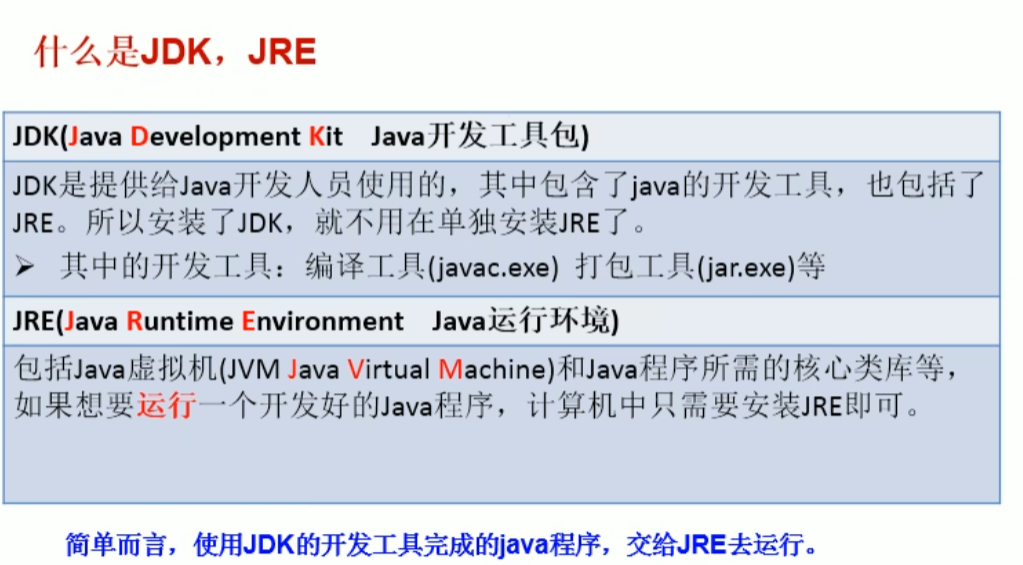 什么是JDK，JRE
JDK(Java Development Kit Java开发工具包)
JDK是提供给Java开发人员使用的，其中包含了java的开发工具，也包括了
JRE。所以安装了JDK，就不用在单独安装JRE了。
➢ 其中的开发工具：编译工具(javac.exe) 打包工具(jar.exe)等
JRE(Java Runtime Environment Java运行环境)
包括Java虚拟机(JVM Java Virtual Machine)和Java程序所需的核心类库等，
如果想要运行一个开发好的Java程序，计算机中只需要安装JRE即可。
简单而言，使用JDK的开发工具完成的java程序，交给JRE去运行。